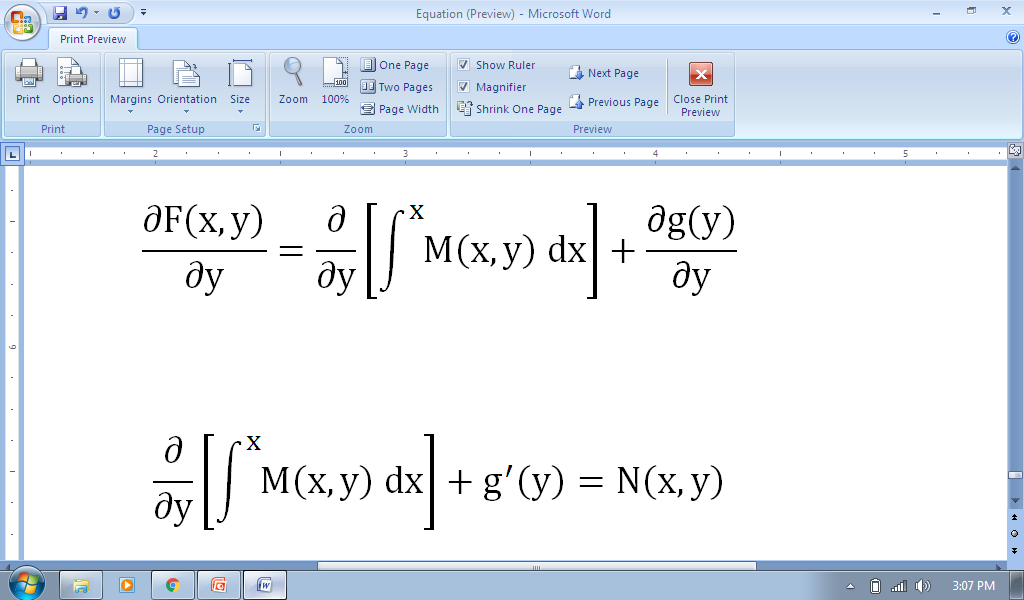 Equation (Preview) - Microsoft Word
Print Preview
Print
Options
Margins
Orientation
Size
Zoom
100%
One Page
Two Pages
Page Width
Show Ruler
Magnifier
Shrink One Page
Next Page
Previous Page
Close Print Preview
Print
Page Setup
Zoom
Preview
2 3 4 5
∂F(x, y)/∂y = ∂/∂y [∫^x M(x, y) dx] + ∂g(y)/∂y
6
∂/∂y [∫^x M(x, y) dx] + g′(y) = N(x, y)
3:07 PM